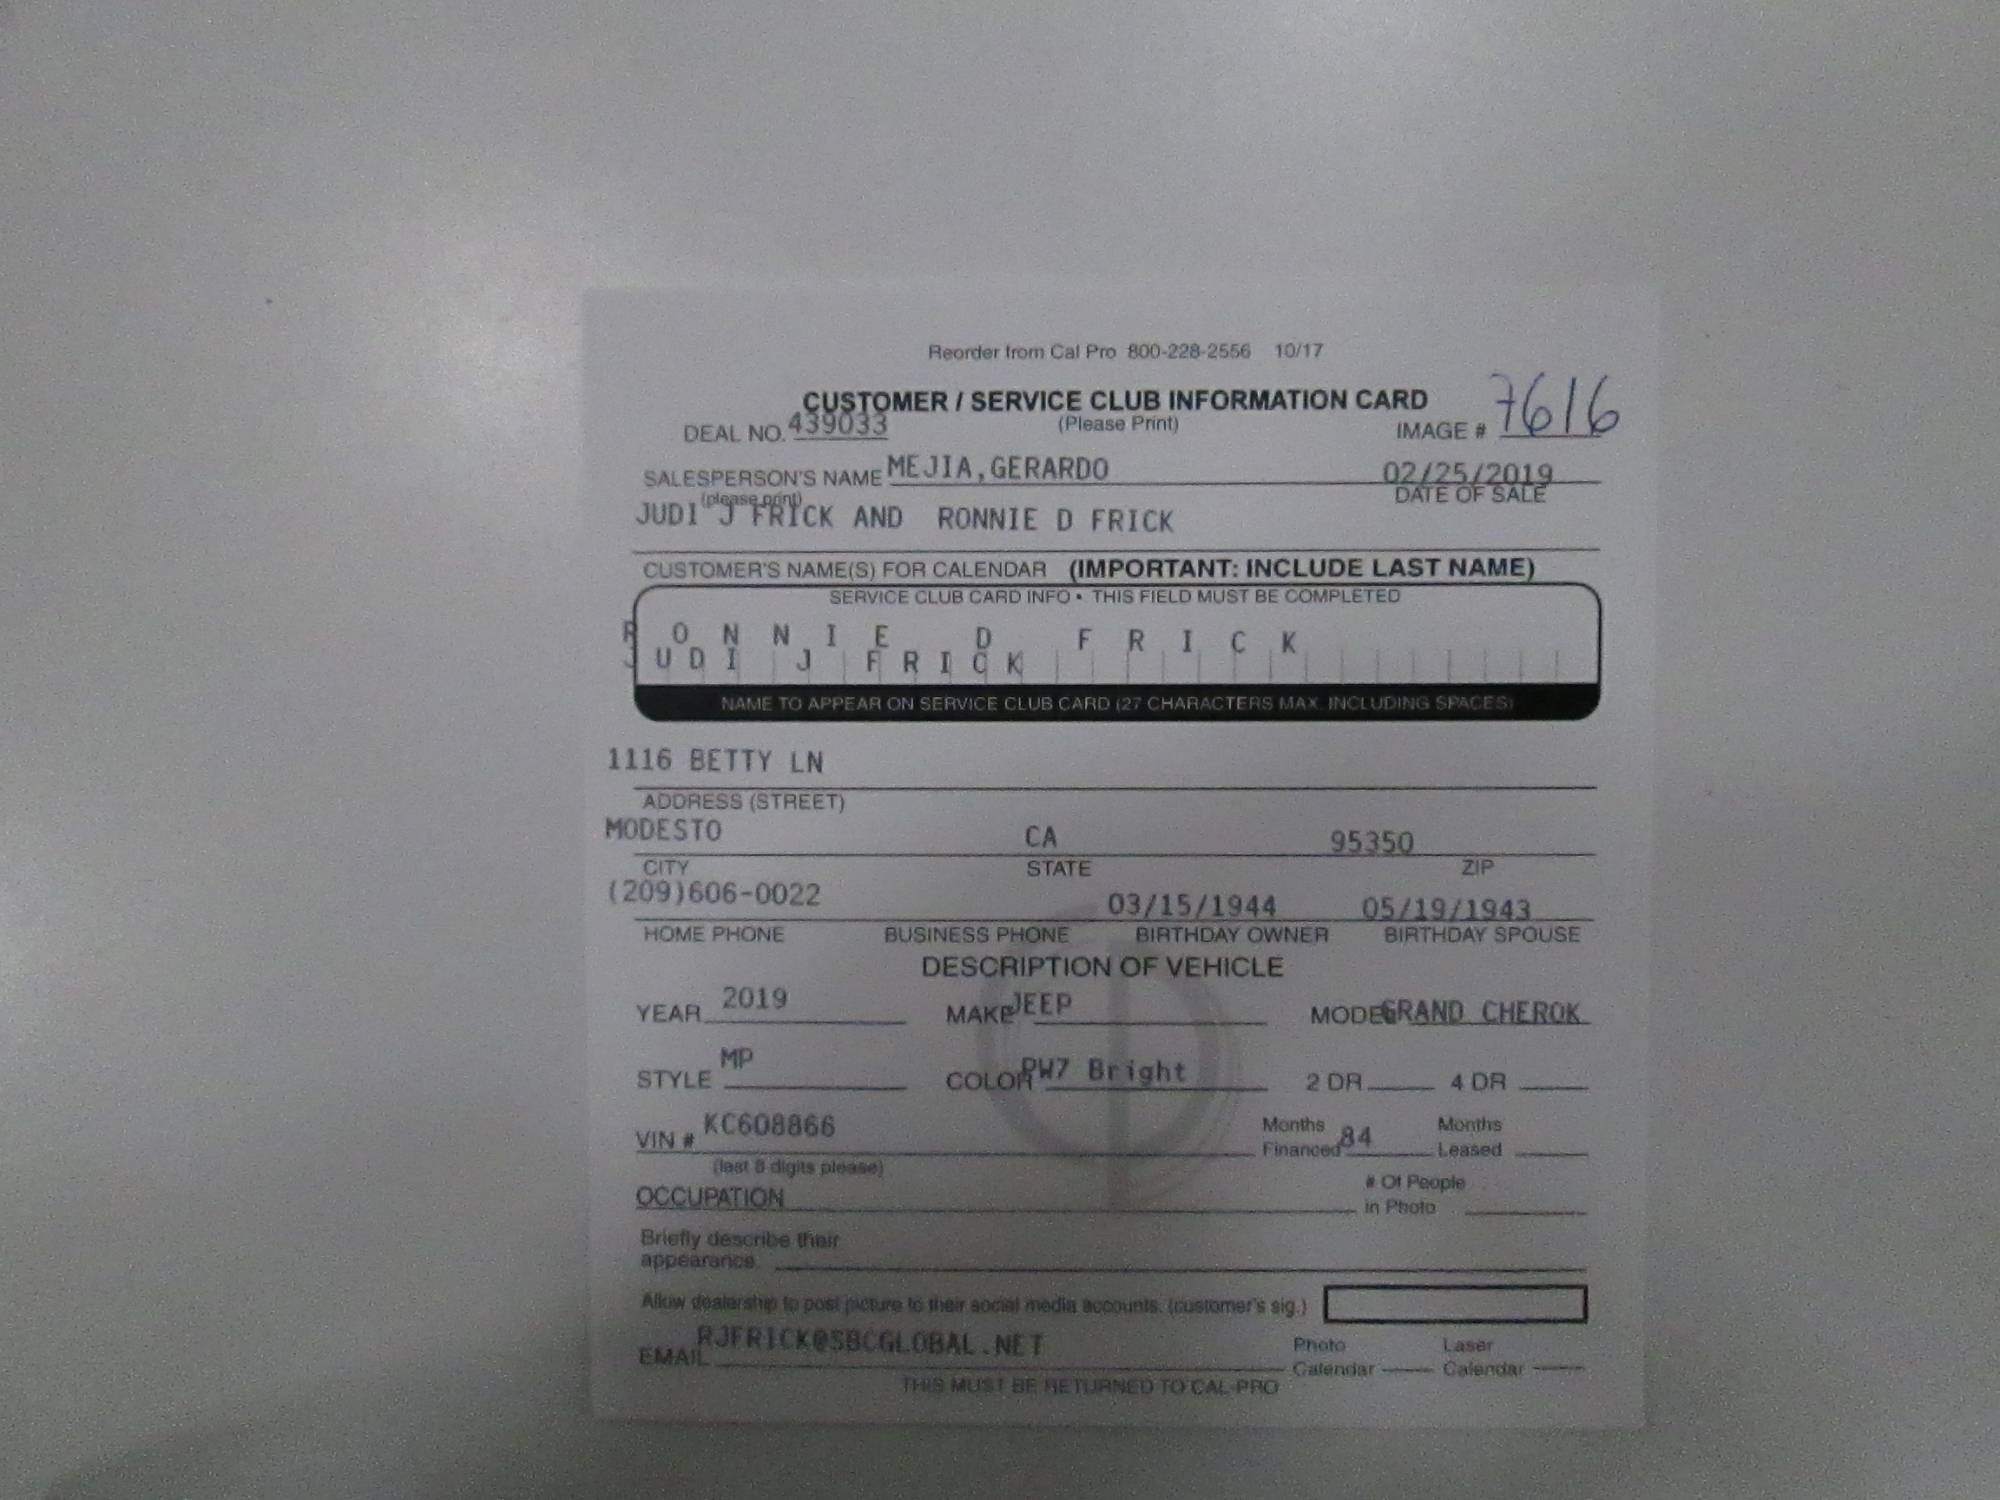 Reorder from Cal Pro 800-228-2556 10/17
CUSTOMER / SERVICE CLUB INFORMATION CARD
(Please Print)
DEAL NO. 439033
IMAGE # 7616
SALESPERSON'S NAME MEJIA,GERARDO 02/25/2019
(please print) DATE OF SALE
JUDI J FRICK AND RONNIE D FRICK
CUSTOMER'S NAME(S) FOR CALENDAR (IMPORTANT: INCLUDE LAST NAME)
SERVICE CLUB CARD INFO • THIS FIELD MUST BE COMPLETED
R O N N I E D F R I C K
J U D I J F R I C K
NAME TO APPEAR ON SERVICE CLUB CARD (27 CHARACTERS MAX. INCLUDING SPACES)
1116 BETTY LN
ADDRESS (STREET)
MODESTO CA 95350
CITY STATE ZIP
(209)606-0022 03/15/1944 05/19/1943
HOME PHONE BUSINESS PHONE BIRTHDAY OWNER BIRTHDAY SPOUSE
DESCRIPTION OF VEHICLE
YEAR 2019 MAKE JEEP MODEL GRAND CHEROK
STYLE MP COLOR PW7 Bright 2 DR 4 DR
VIN # KC608866 Months Financed 84 Months Leased
(last 8 digits please)
OCCUPATION # Of People in Photo
Briefly describe their
appearance
Allow dealership to post picture to their social media accounts. (customer's sig.)
EMAIL RJFRICK@SBCGLOBAL.NET Photo Calendar Laser Calendar
THIS MUST BE RETURNED TO CAL-PRO